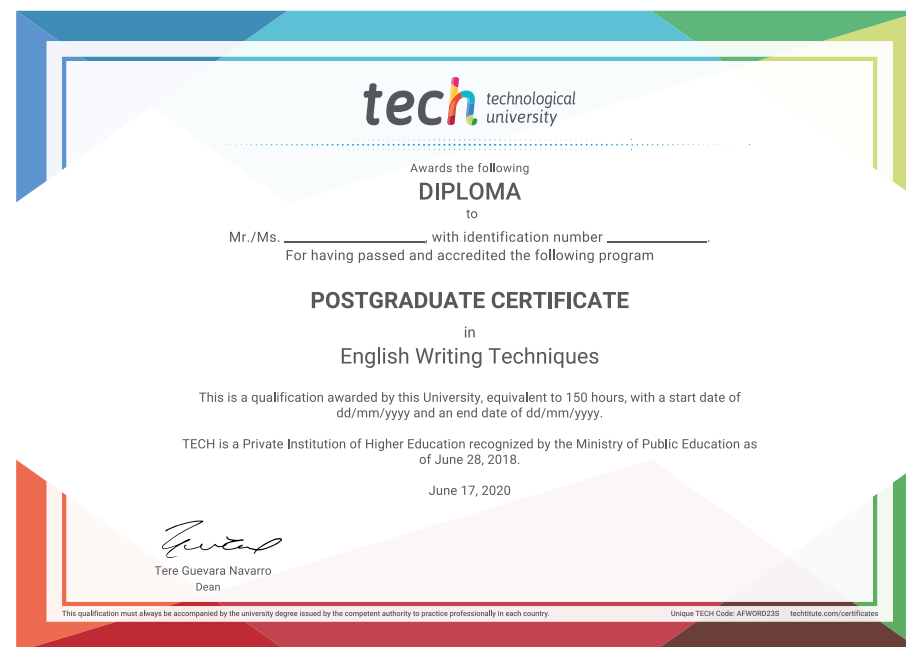 tech technological
university
Awards the following
DIPLOMA
to
Mr./Ms. ____________________, with identification number ______________.
For having passed and accredited the following program
POSTGRADUATE CERTIFICATE
in
English Writing Techniques
This is a qualification awarded by this University, equivalent to 150 hours, with a start date of
dd/mm/yyyy and an end date of dd/mm/yyyy.
TECH is a Private Institution of Higher Education recognized by the Ministry of Public Education as
of June 28, 2018.
June 17, 2020
Tere Guevara Navarro
Dean
This qualification must always be accompanied by the university degree issued by the competent authority to practice professionally in each country. Unique TECH Code: AFWORD23S techtitute.com/certificates